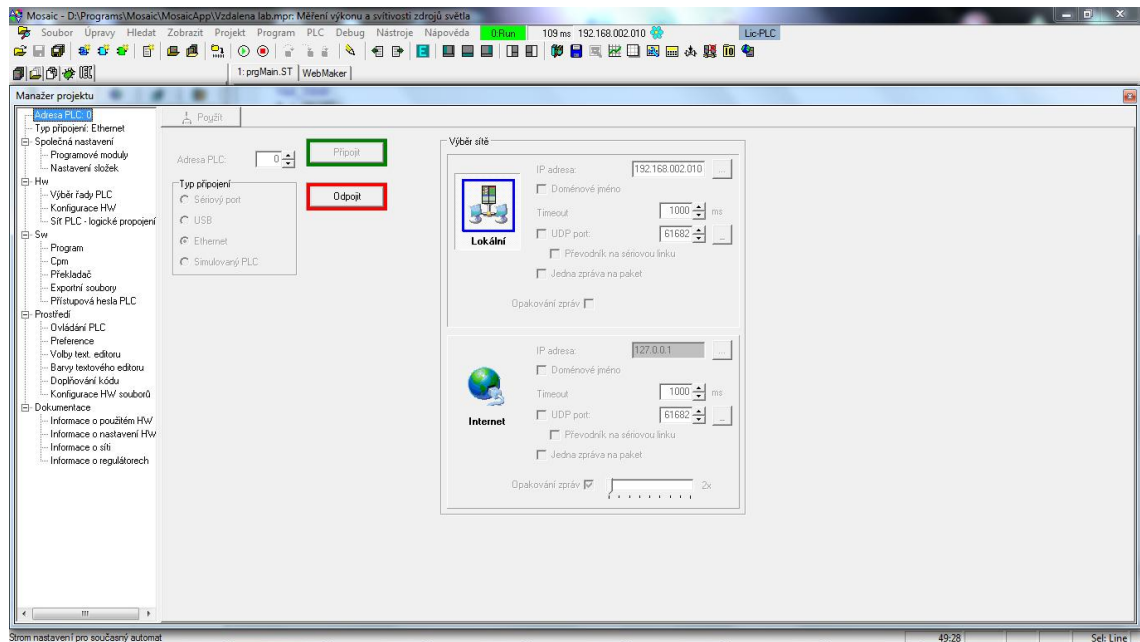 Mosaic - D:\Programs\Mosaic\MosaicApp\Vzdalena lab.mpr: Měření výkonu a svítivosti zdrojů světla
Soubor Úpravy Hledat Zobrazit Projekt Program PLC Debug Nástroje Nápověda 0:Run 109 ms 192.168.002.010 Lic-PLC
1: prgMain.ST WebMaker
Manažer projektu
Adresa PLC: 0
Typ připojení: Ethernet
Společná nastavení
Programové moduly
Nastavení složek
Hw
Výběr řady PLC
Konfigurace HW
Síť PLC - logické propojení
Sw
Program
Cpm
Překladač
Exportní soubory
Přístupová hesla PLC
Prostředí
Ovládání PLC
Preference
Volby text. editoru
Barvy textového editoru
Doplňování kódu
Konfigurace HW souborů
Dokumentace
Informace o použitém HW
Informace o nastavení HW
Informace o síti
Informace o regulátorech
Použít
Adresa PLC: 0
Připojit
Typ připojení
Sériový port
USB
Ethernet
Simulovaný PLC
Odpojit
Výběr sítě
Lokální
IP adresa: 192.168.002.010 ...
Doménové jméno
Timeout 1000 ms
UDP port: 61682 ...
Převodník na sériovou linku
Jedna zpráva na paket
Opakování zpráv
Internet
IP adresa: 127.0.0.1 ...
Doménové jméno
Timeout 1000 ms
UDP port: 61682 ...
Převodník na sériovou linku
Jedna zpráva na paket
Opakování zpráv 2x
Strom nastavení pro současný automat 49:28 Sel: Line